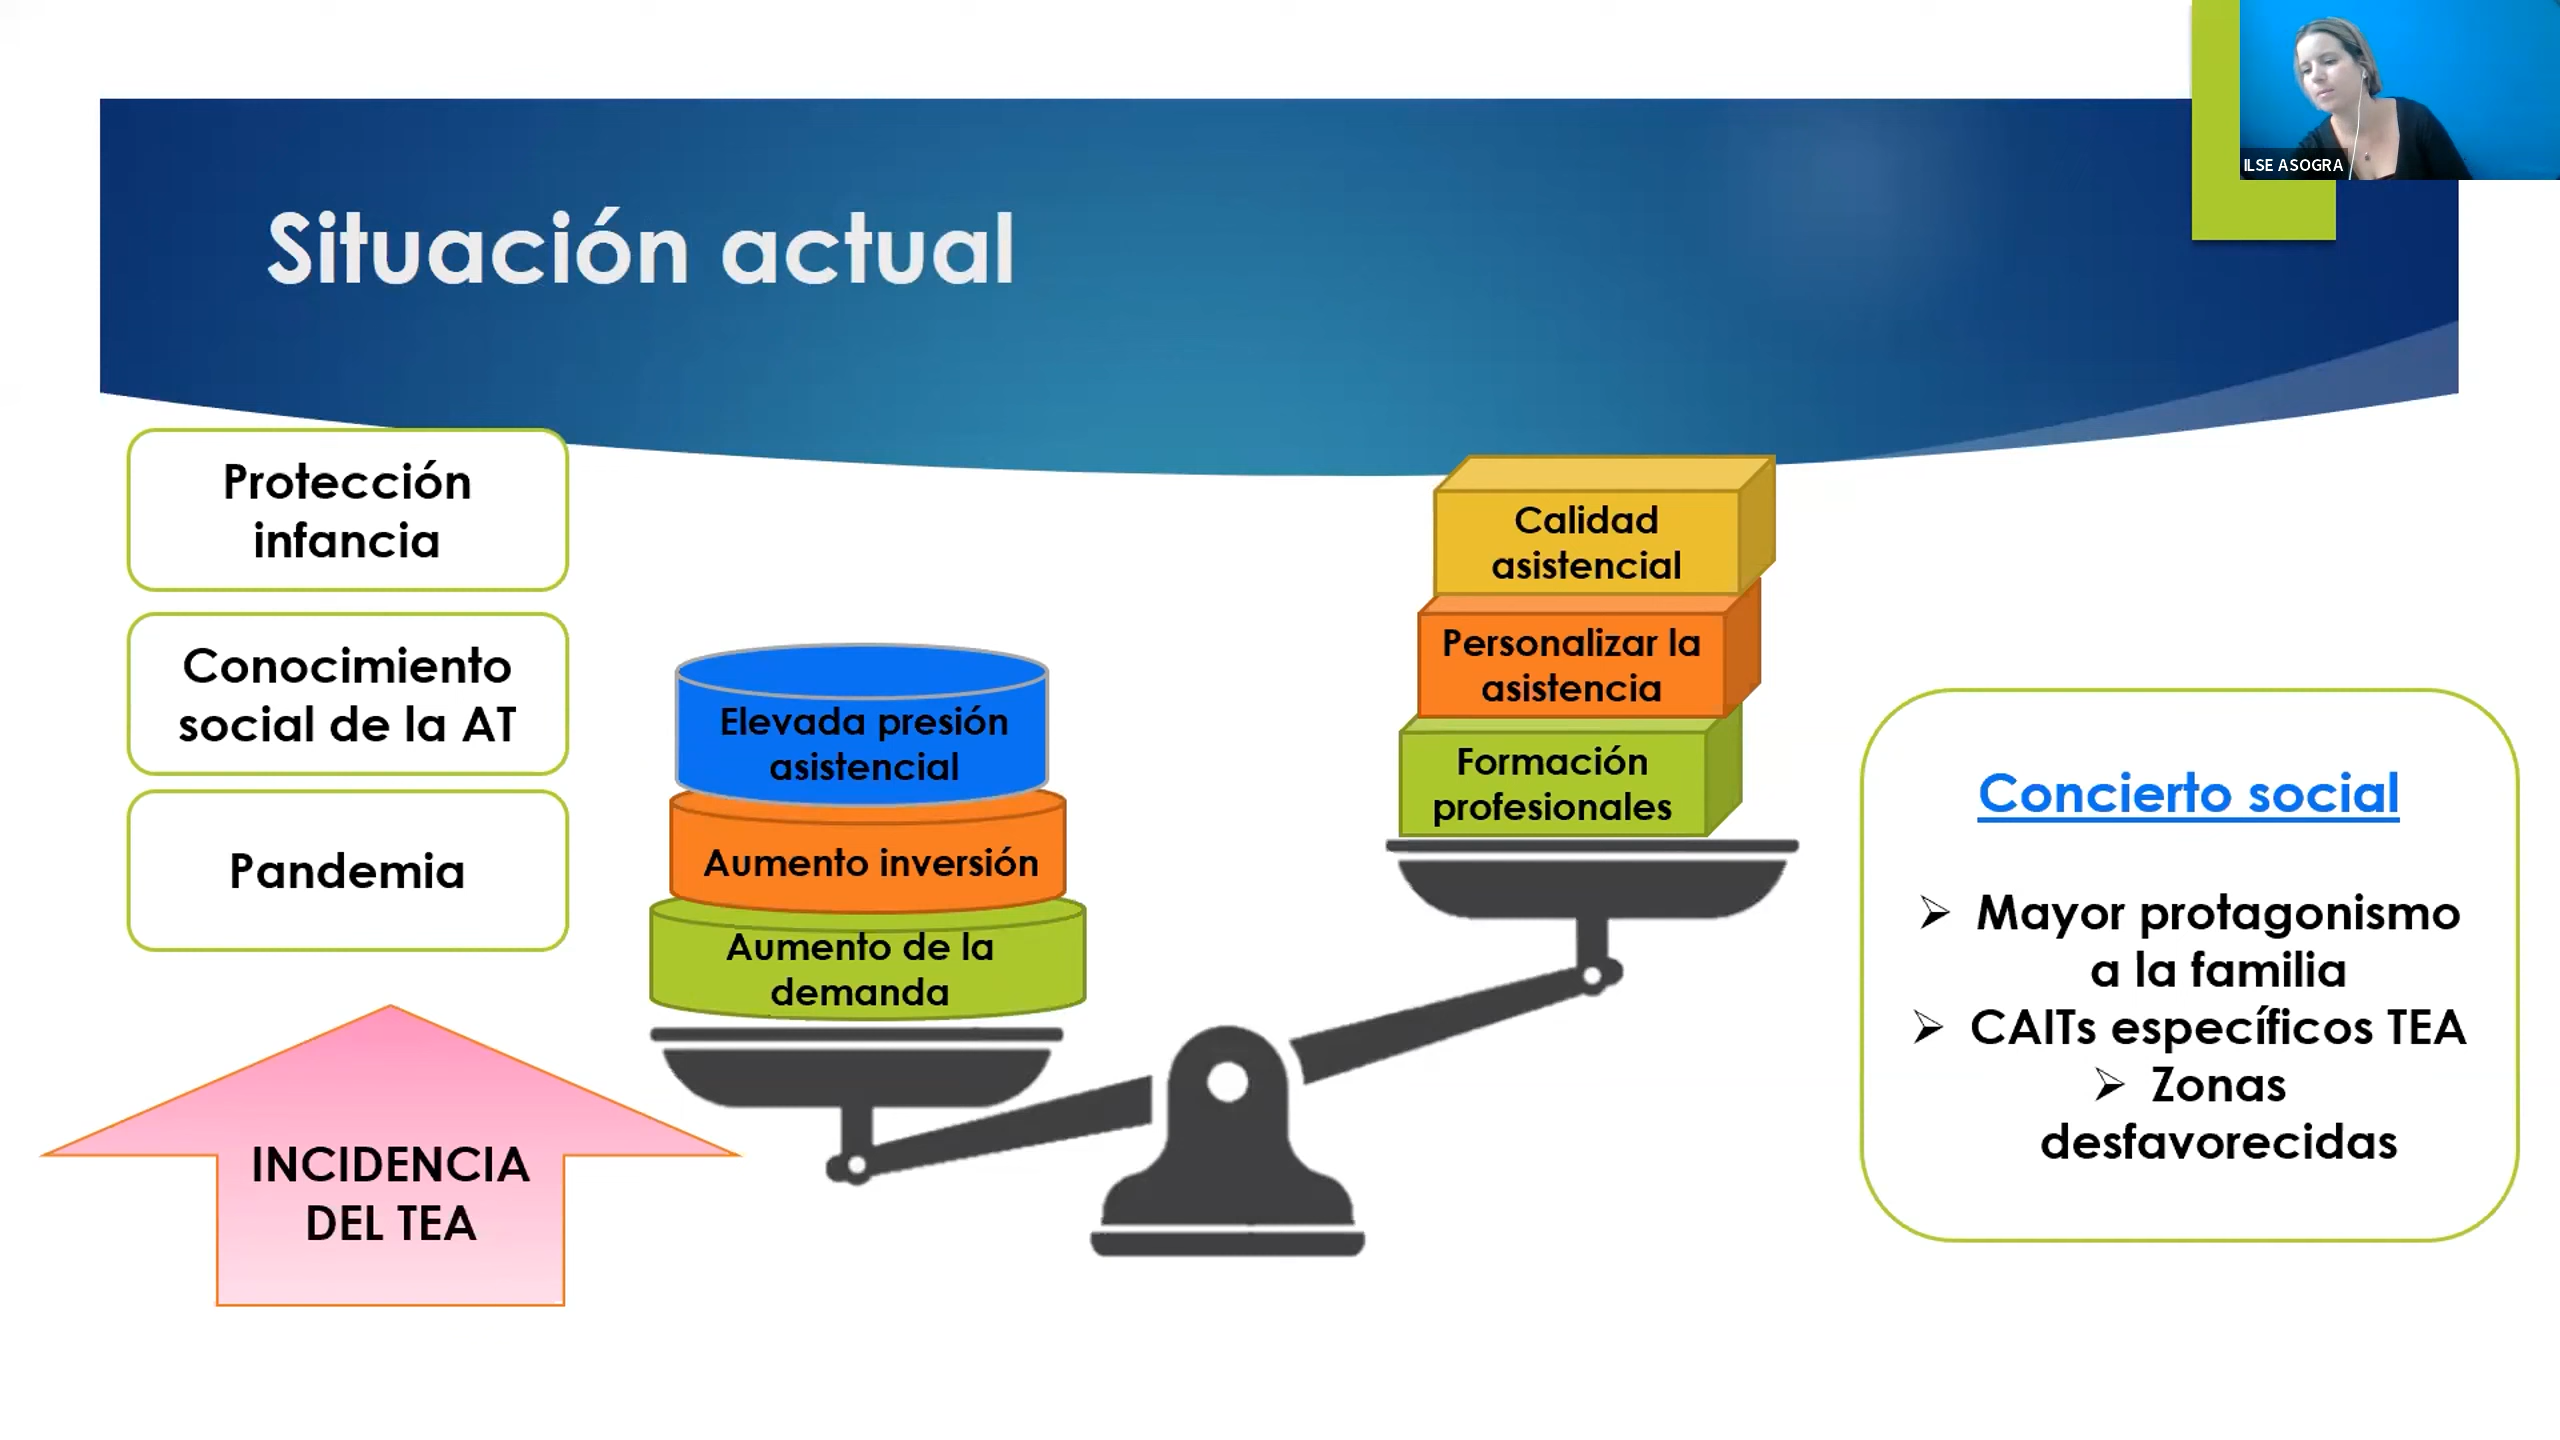 ILSE ASOGRA
Situación actual
Protección
infancia
Conocimiento
social de la AT
Pandemia
INCIDENCIA
DEL TEA
Elevada presión
asistencial
Aumento inversión
Aumento de la
demanda
Calidad
asistencial
Personalizar la
asistencia
Formación
profesionales
Concierto social
➢ Mayor protagonismo
a la familia
➢ CAITs específicos TEA
➢ Zonas
desfavorecidas